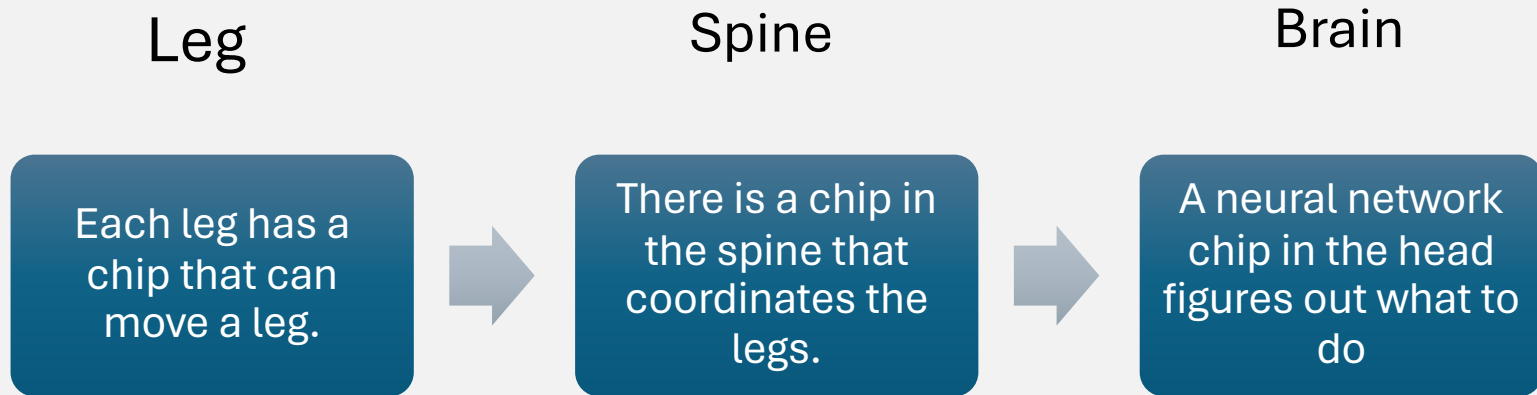 Leg
Spine
Brain
Each leg has a
chip that can
move a leg.
There is a chip in
the spine that
coordinates the
legs.
A neural network
chip in the head
figures out what to
do